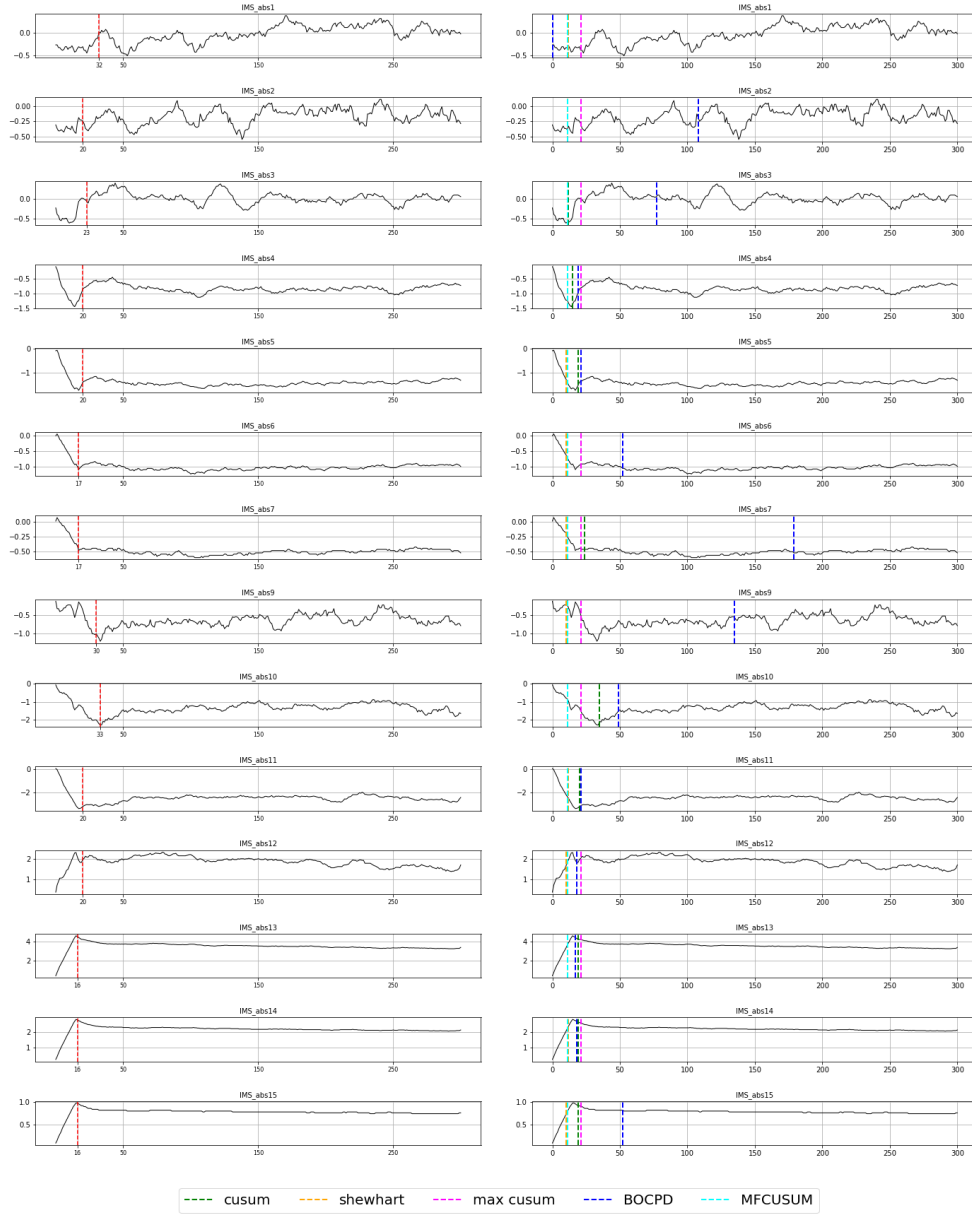 IMS_abs1 IMS_abs1
0.0 0.0
−0.5 −0.5
32 50 150 250 0 50 100 150 200 250 300
IMS_abs2 IMS_abs2
0.00 0.00
−0.25 −0.25
−0.50 −0.50
20 50 150 250 0 50 100 150 200 250 300
IMS_abs3 IMS_abs3
0.0 0.0
−0.5 −0.5
23 50 150 250 0 50 100 150 200 250 300
IMS_abs4 IMS_abs4
−0.5 −0.5
−1.0 −1.0
−1.5 −1.5
20 50 150 250 0 50 100 150 200 250 300
IMS_abs5 IMS_abs5
0 0
−1 −1
20 50 150 250 0 50 100 150 200 250 300
IMS_abs6 IMS_abs6
0.0 0.0
−0.5 −0.5
−1.0 −1.0
17 50 150 250 0 50 100 150 200 250 300
IMS_abs7 IMS_abs7
0.00 0.00
−0.25 −0.25
−0.50 −0.50
17 50 150 250 0 50 100 150 200 250 300
IMS_abs9 IMS_abs9
−0.5 −0.5
−1.0 −1.0
30 50 150 250 0 50 100 150 200 250 300
IMS_abs10 IMS_abs10
0 0
−1 −1
−2 −2
33 50 150 250 0 50 100 150 200 250 300
IMS_abs11 IMS_abs11
0 0
−2 −2
20 50 150 250 0 50 100 150 200 250 300
IMS_abs12 IMS_abs12
2 2
1 1
20 50 150 250 0 50 100 150 200 250 300
IMS_abs13 IMS_abs13
4 4
2 2
16 50 150 250 0 50 100 150 200 250 300
IMS_abs14 IMS_abs14
2 2
1 1
16 50 150 250 0 50 100 150 200 250 300
IMS_abs15 IMS_abs15
1.0 1.0
0.5 0.5
16 50 150 250 0 50 100 150 200 250 300
cusum shewhart max cusum BOCPD MFCUSUM